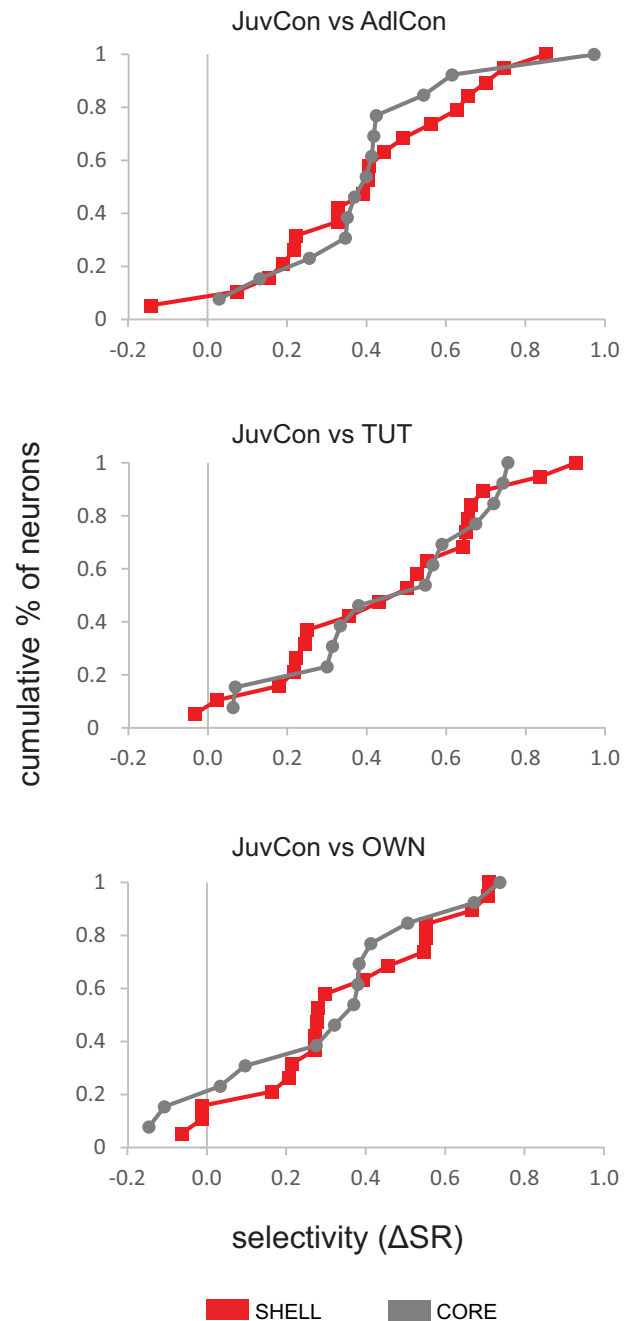 JuvCon vs AdlCon
1
0.8
0.6
0.4
0.2
0
-0.2 0.0 0.2 0.4 0.6 0.8 1.0
JuvCon vs TUT
1
0.8
0.6
0.4
0.2
0
-0.2 0.0 0.2 0.4 0.6 0.8 1.0
cumulative % of neurons
JuvCon vs OWN
1
0.8
0.6
0.4
0.2
0
-0.2 0.0 0.2 0.4 0.6 0.8 1.0
selectivity (ΔSR)
SHELL CORE